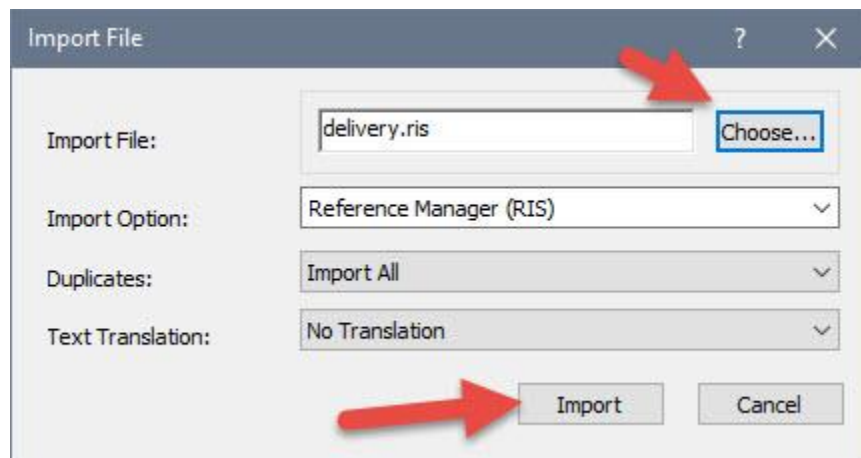 Import File ?
Import File: delivery.ris Choose...
Import Option: Reference Manager (RIS)
Duplicates: Import All
Text Translation: No Translation
Import Cancel